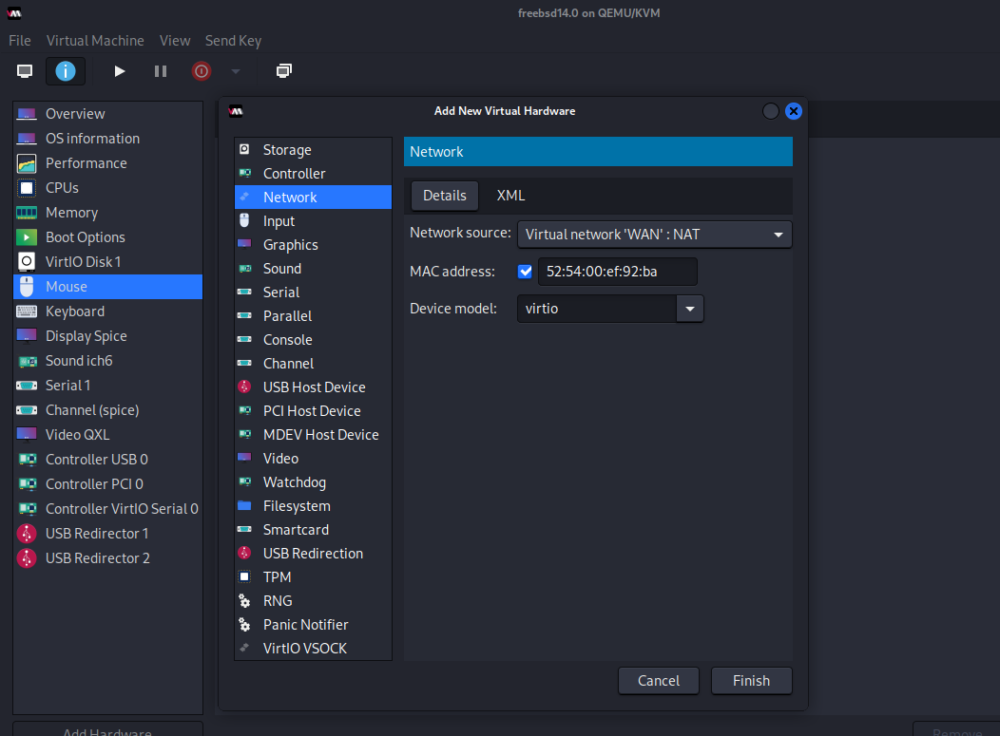 freebsd14.0 on QEMU/KVM
File Virtual Machine View Send Key
Overview
OS information
Performance
CPUs
Memory
Boot Options
VirtIO Disk 1
Mouse
Keyboard
Display Spice
Sound ich6
Serial 1
Channel (spice)
Video QXL
Controller USB 0
Controller PCI 0
Controller VirtIO Serial 0
USB Redirector 1
USB Redirector 2
Add Hardware
Add New Virtual Hardware
Storage
Controller
Network
Input
Graphics
Sound
Serial
Parallel
Console
Channel
USB Host Device
PCI Host Device
MDEV Host Device
Video
Watchdog
Filesystem
Smartcard
USB Redirection
TPM
RNG
Panic Notifier
VirtIO VSOCK
Network
Details XML
Network source: Virtual network 'WAN' : NAT
MAC address: 52:54:00:ef:92:ba
Device model: virtio
Cancel Finish
Remove